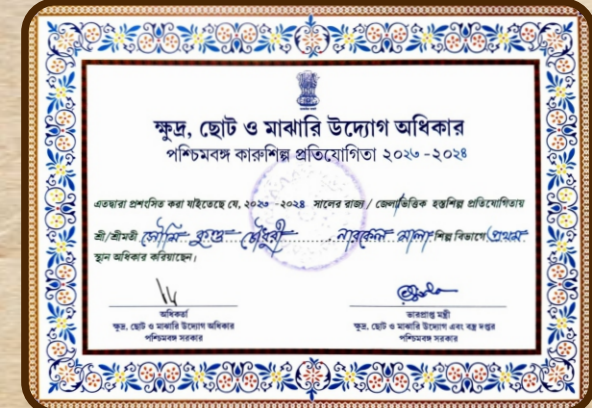 ক্ষুদ্র, ছোট ও মাঝারি উদ্যোগ অধিকার
পশ্চিমবঙ্গ কারুশিল্প প্রতিযোগিতা ২০২৩ -২০২৪
এতদ্বারা প্রশংসিত করা যাইতেছে যে, ২০২৩ -২০২৪ সালের রাজ্য / জেলাভিত্তিক হস্তশিল্প প্রতিযোগিতায়
শ্রী/শ্রীমতী সৌমি কুণ্ডু চৌধুরী নারকেল মালা শিল্প বিভাগে প্রথম
স্থান অধিকার করিয়াছেন।
অধিকর্তা
ক্ষুদ্র, ছোট ও মাঝারি উদ্যোগ অধিকার
পশ্চিমবঙ্গ সরকার
ভারপ্রাপ্ত মন্ত্রী
ক্ষুদ্র, ছোট ও মাঝারি উদ্যোগ এবং বস্ত্র দপ্তর
পশ্চিমবঙ্গ সরকার